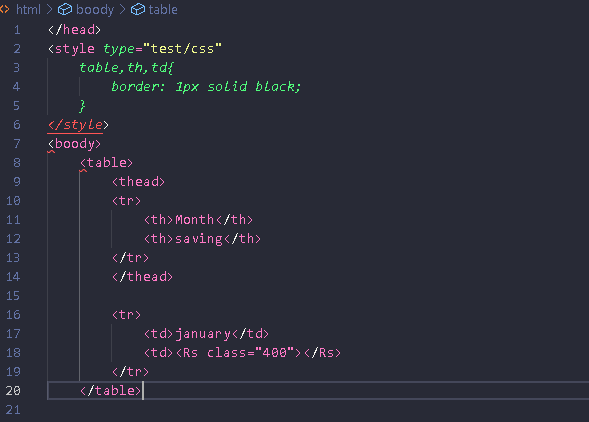 html > boody > table
1 </head>
2 <style type="test/css"
3 table,th,td{
4 border: 1px solid black;
5 }
6 </style>
7 <boody>
8 <table>
9 <thead>
10 <tr>
11 <th>Month</th>
12 <th>saving</th>
13 </tr>
14 </thead>
15
16 <tr>
17 <td>january</td>
18 <td><Rs class="400"></Rs>
19 </tr>
20 </table>
21